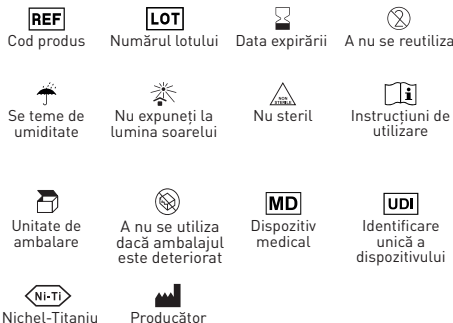 REF
LOT
Cod produs
Numărul lotului
Data expirării
A nu se reutiliza
NON
STERILE
i
Se teme de
umiditate
Nu expuneți la
lumina soarelui
Nu steril
Instrucțiuni de
utilizare
MD
UDI
Unitate de
ambalare
A nu se utiliza
dacă ambalajul
este deteriorat
Dispozitiv
medical
Identificare
unică a
dispozitivului
Ni-Ti
Nichel-Titaniu
Producător